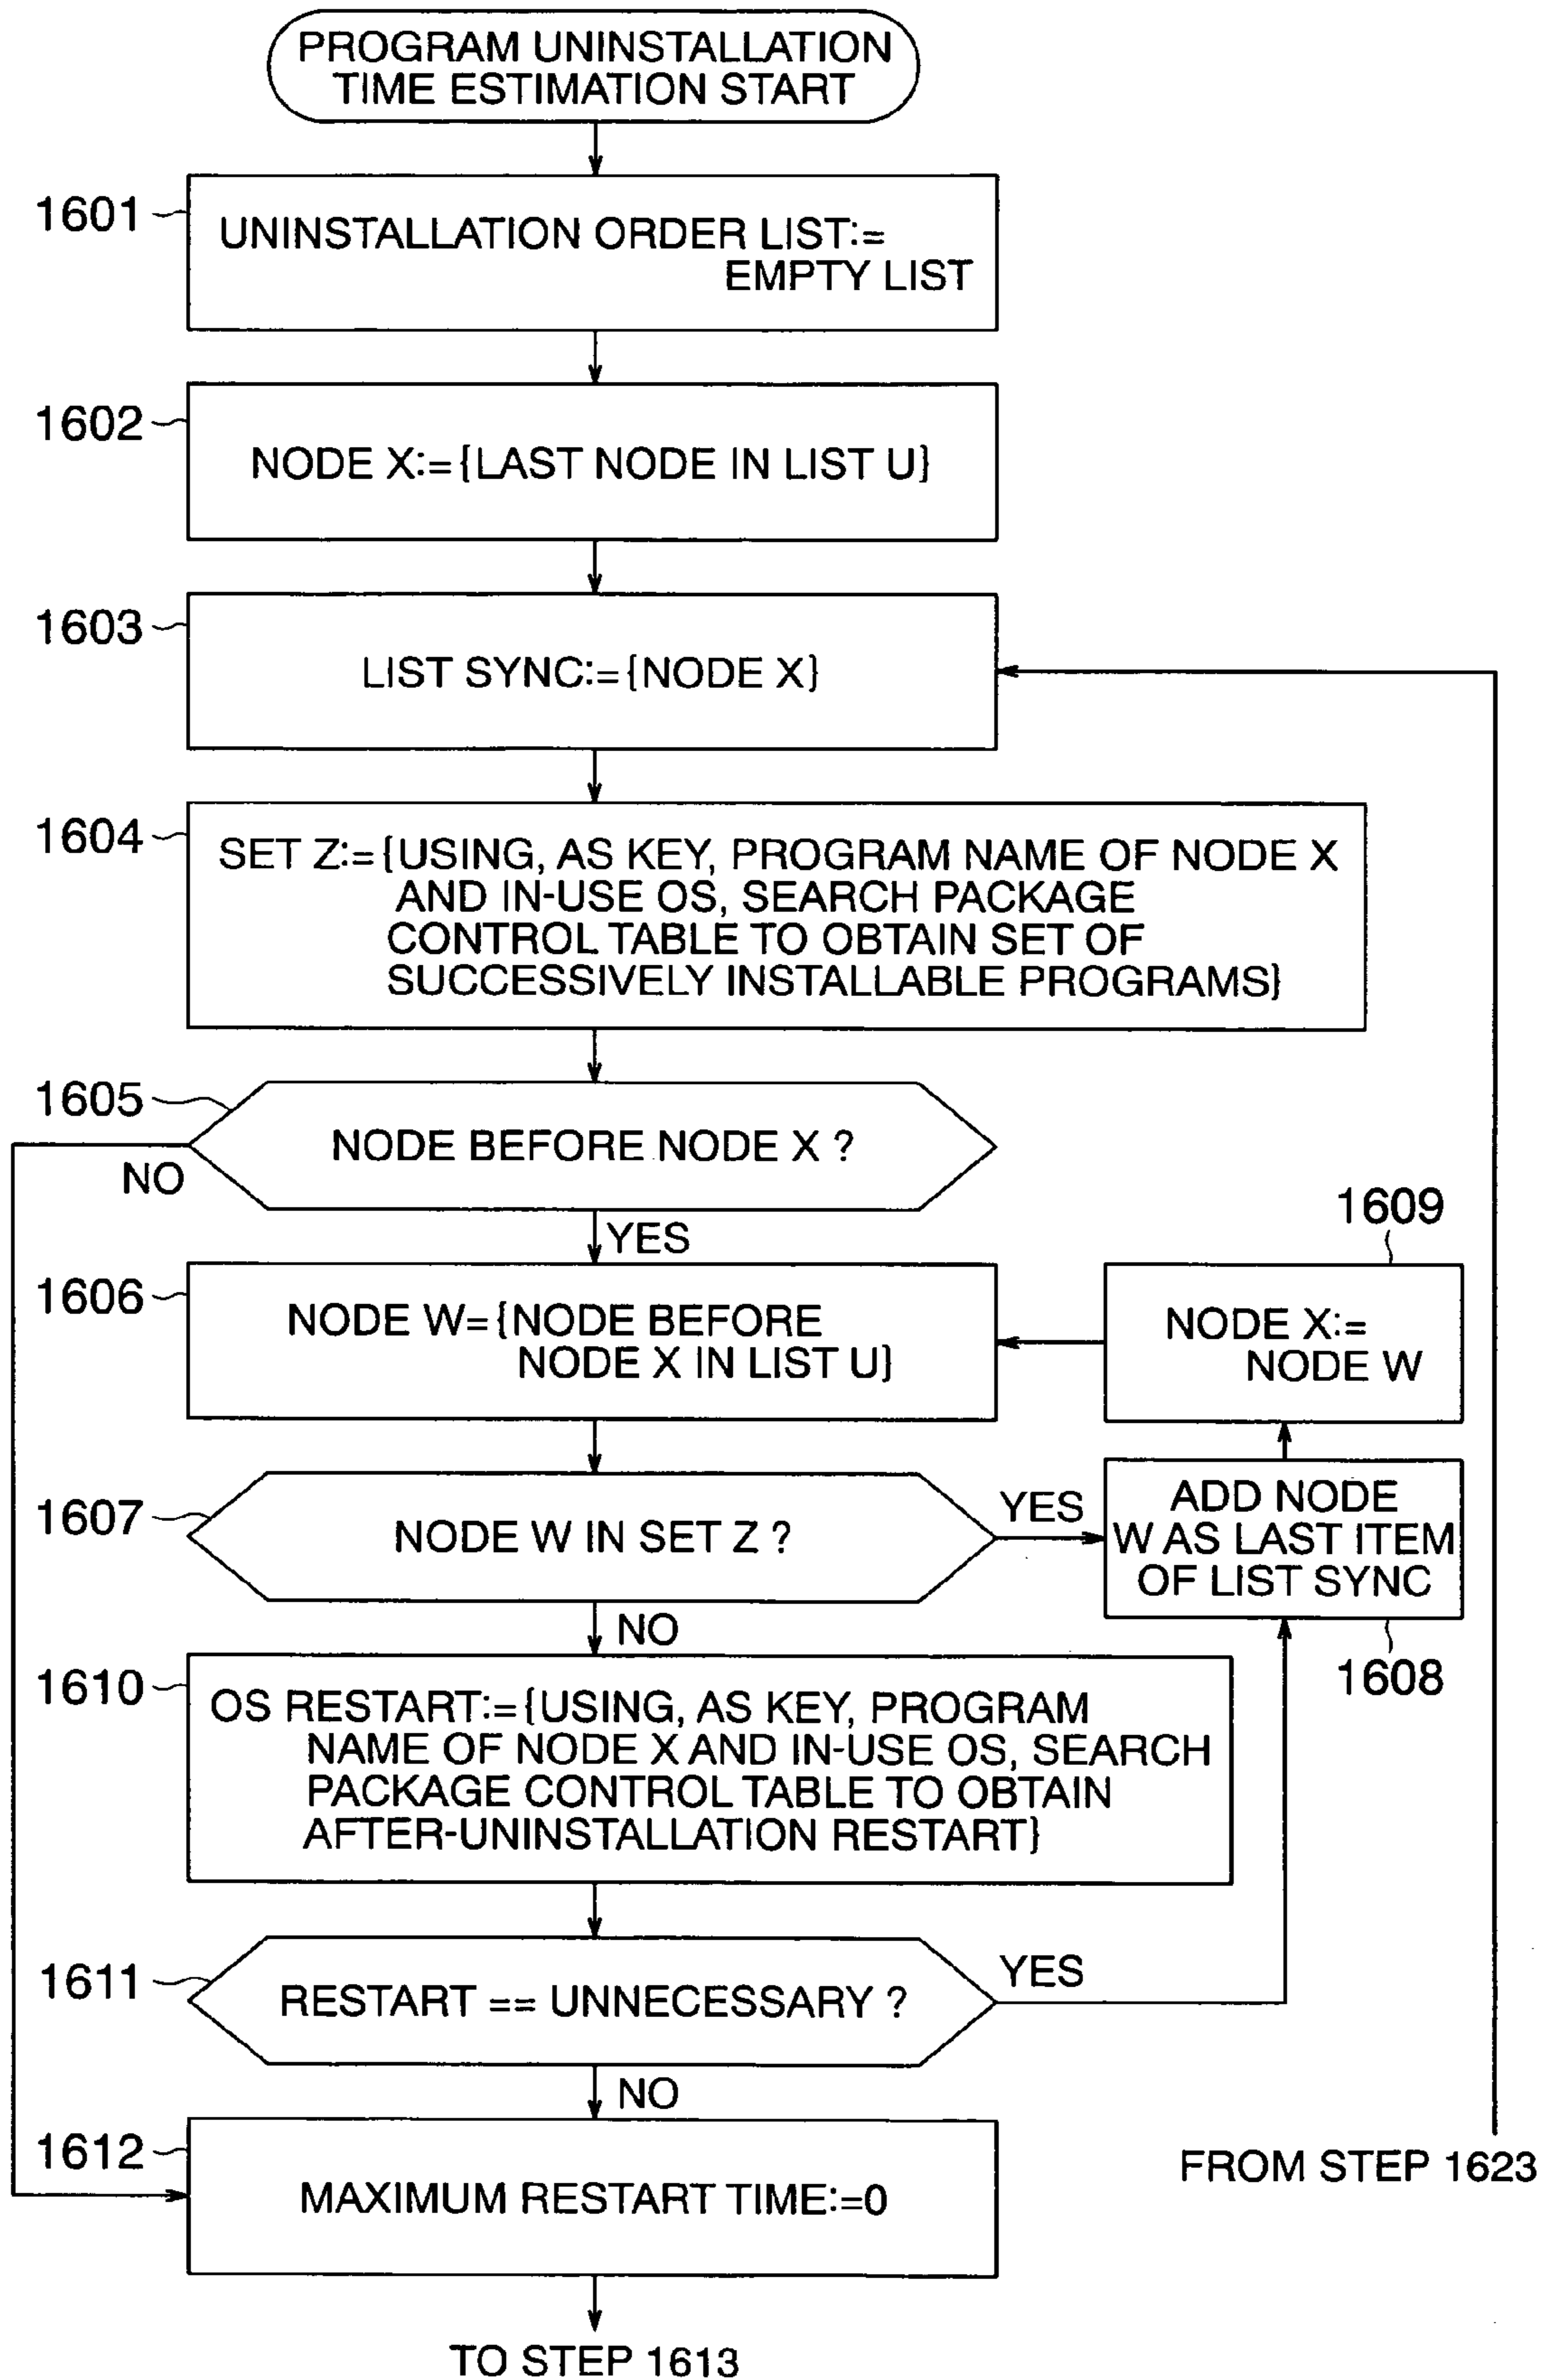 PROGRAM UNINSTALLATION
TIME ESTIMATION START
1601
UNINSTALLATION ORDER LIST:=
EMPTY LIST
1602
NODE X:={LAST NODE IN LIST U}
1603
LIST SYNC:={NODE X}
1604
SET Z:={USING, AS KEY, PROGRAM NAME OF NODE X
AND IN-USE OS, SEARCH PACKAGE
CONTROL TABLE TO OBTAIN SET OF
SUCCESSIVELY INSTALLABLE PROGRAMS}
1605
NODE BEFORE NODE X ?
NO
YES
1606
NODE W={NODE BEFORE
NODE X IN LIST U}
1609
NODE X:=
NODE W
1607
NODE W IN SET Z ?
YES
ADD NODE
W AS LAST ITEM
OF LIST SYNC
1608
NO
1610
OS RESTART:={USING, AS KEY, PROGRAM
NAME OF NODE X AND IN-USE OS, SEARCH
PACKAGE CONTROL TABLE TO OBTAIN
AFTER-UNINSTALLATION RESTART}
1611
RESTART == UNNECESSARY ?
YES
NO
1612
MAXIMUM RESTART TIME:=0
FROM STEP 1623
TO STEP 1613